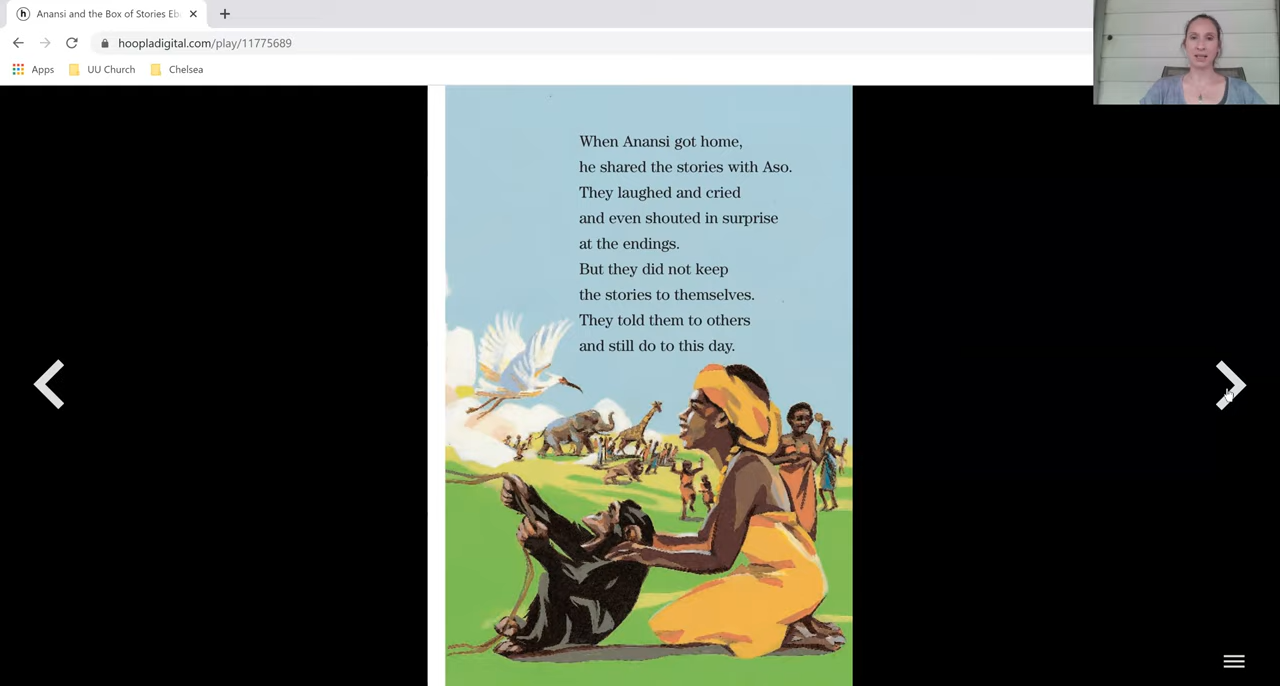 h Anansi and the Box of Stories Eb
hoopladigital.com/play/11775689
Apps UU Church Chelsea
When Anansi got home,
he shared the stories with Aso.
They laughed and cried
and even shouted in surprise
at the endings.
But they did not keep
the stories to themselves.
They told them to others
and still do to this day.